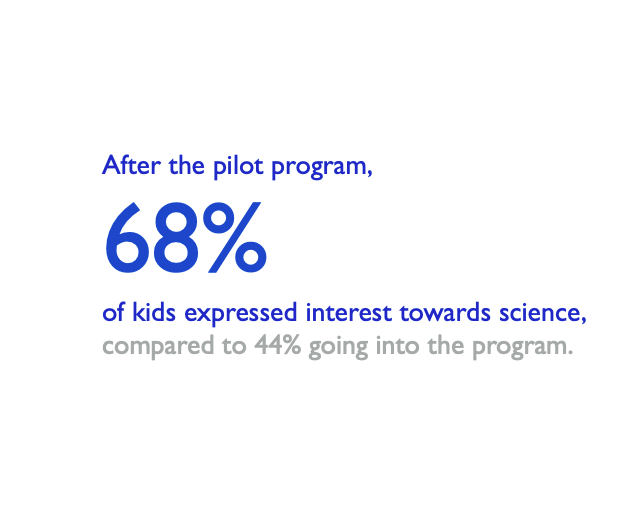 After the pilot program,
68%
of kids expressed interest towards science,
compared to 44% going into the program.